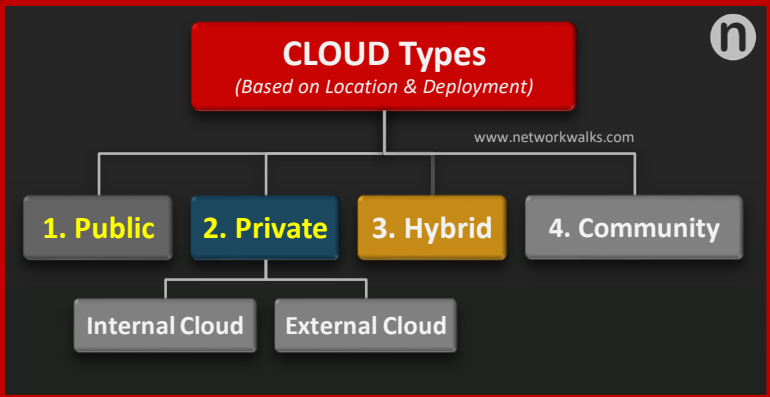 CLOUD Types
(Based on Location & Deployment)
n
www.networkwalks.com
1. Public
2. Private
3. Hybrid
4. Community
Internal Cloud
External Cloud